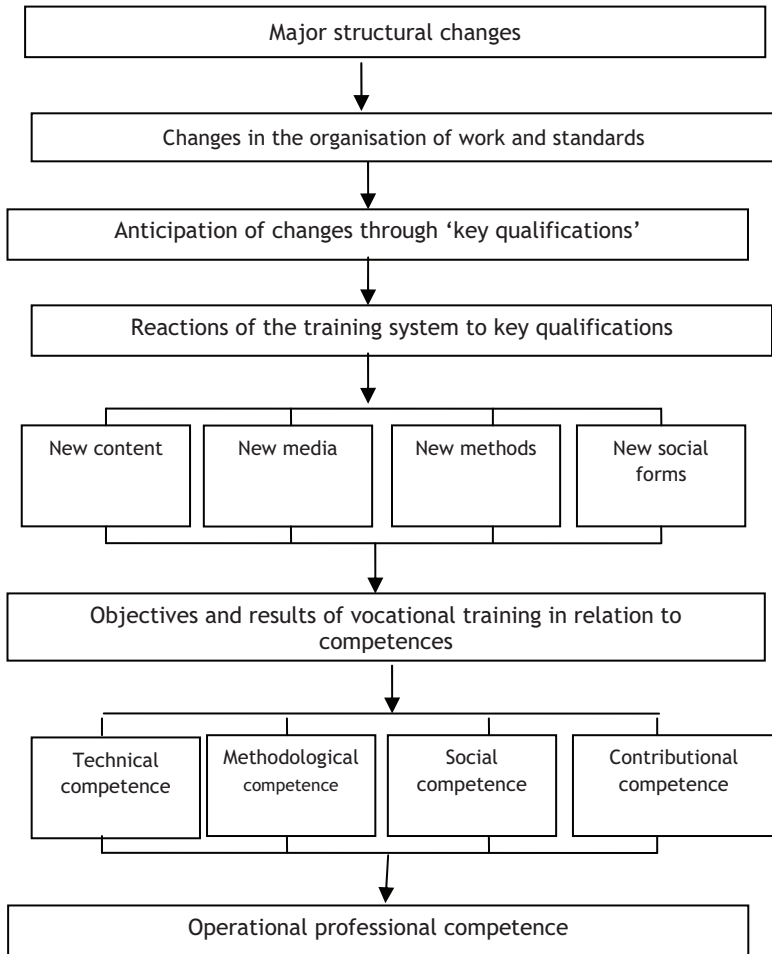 Major structural changes
Changes in the organisation of work and standards
Anticipation of changes through ‘key qualifications’
Reactions of the training system to key qualifications
New content
New media
New methods
New social
forms
Objectives and results of vocational training in relation to
competences
Technical
competence
Methodological
competence
Social
competence
Contributional
competence
Operational professional competence